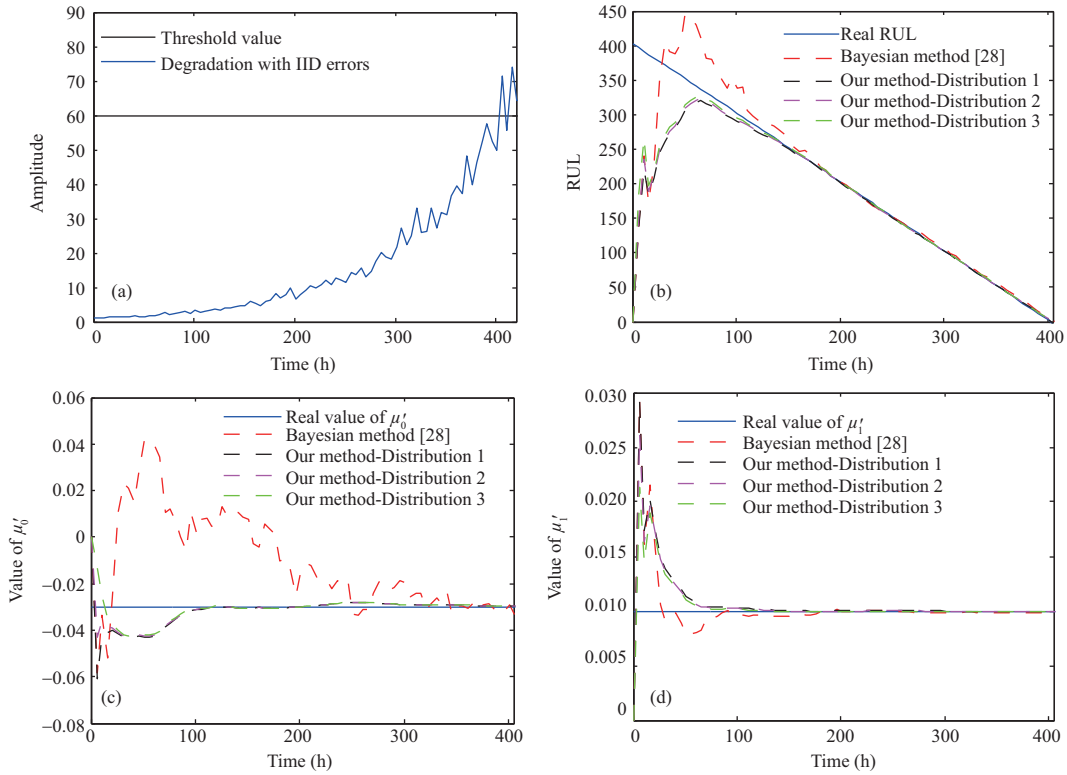 90
80
70
60
50
40
30
20
10
0
Amplitude
Threshold value
Degradation with IID errors
(a)
0
100
200
300
400
Time (h)
450
400
350
300
250
200
150
100
50
0
RUL
Real RUL
Bayesian method [28]
Our method-Distribution 1
Our method-Distribution 2
Our method-Distribution 3
(b)
0
100
200
300
400
Time (h)
0.06
0.04
0.02
0
−0.02
−0.04
−0.06
−0.08
Value of μ′₀
Real value of μ′₀
Bayesian method [28]
Our method-Distribution 1
Our method-Distribution 2
Our method-Distribution 3
(c)
0
100
200
300
400
Time (h)
0.030
0.025
0.020
0.015
0.010
0.005
0
Value of μ′₁
Real value of μ′₁
Bayesian method [28]
Our method-Distribution 1
Our method-Distribution 2
Our method-Distribution 3
(d)
0
100
200
300
400
Time (h)